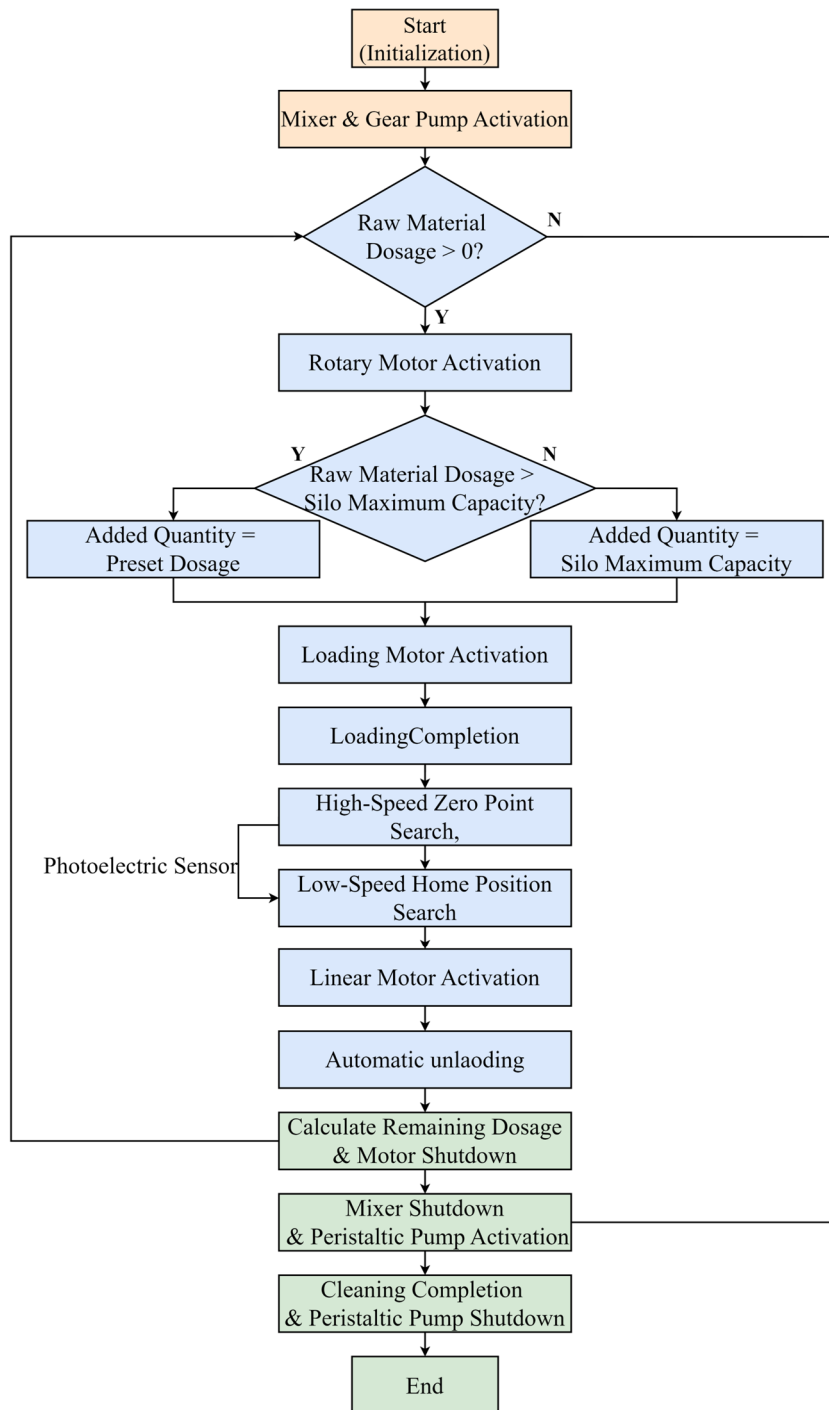 Start
(Initialization)
Mixer & Gear Pump Activation
Raw Material
Dosage > 0?
N
Y
Rotary Motor Activation
Y
N
Raw Material Dosage >
Silo Maximum Capacity?
Added Quantity =
Preset Dosage
Added Quantity =
Silo Maximum Capacity
Loading Motor Activation
LoadingCompletion
High-Speed Zero Point
Search,
Photoelectric Sensor
Low-Speed Home Position
Search
Linear Motor Activation
Automatic unlaoding
Calculate Remaining Dosage
& Motor Shutdown
Mixer Shutdown
& Peristaltic Pump Activation
Cleaning Completion
& Peristaltic Pump Shutdown
End